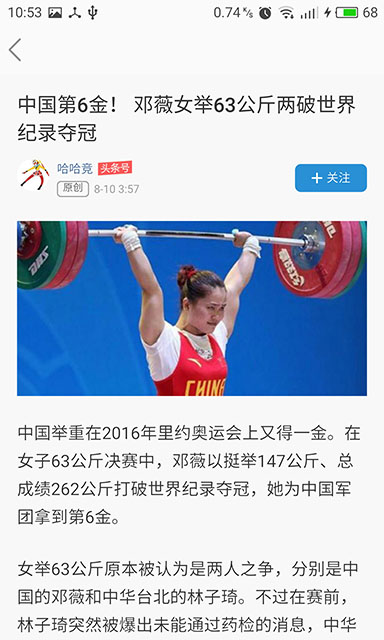 10:53
0.74 K/s
68
中国第6金！ 邓薇女举63公斤两破世界
纪录夺冠
哈哈竞 头条号
原创 8-10 3:57
＋关注
CHINA
中国举重在2016年里约奥运会上又得一金。在
女子63公斤决赛中，邓薇以挺举147公斤、总
成绩262公斤打破世界纪录夺冠，她为中国军
团拿到第6金。
女举63公斤原本被认为是两人之争，分别是中
国的邓薇和中华台北的林子琦。不过在赛前，
林子琦突然被爆出未能通过药检的消息，中华